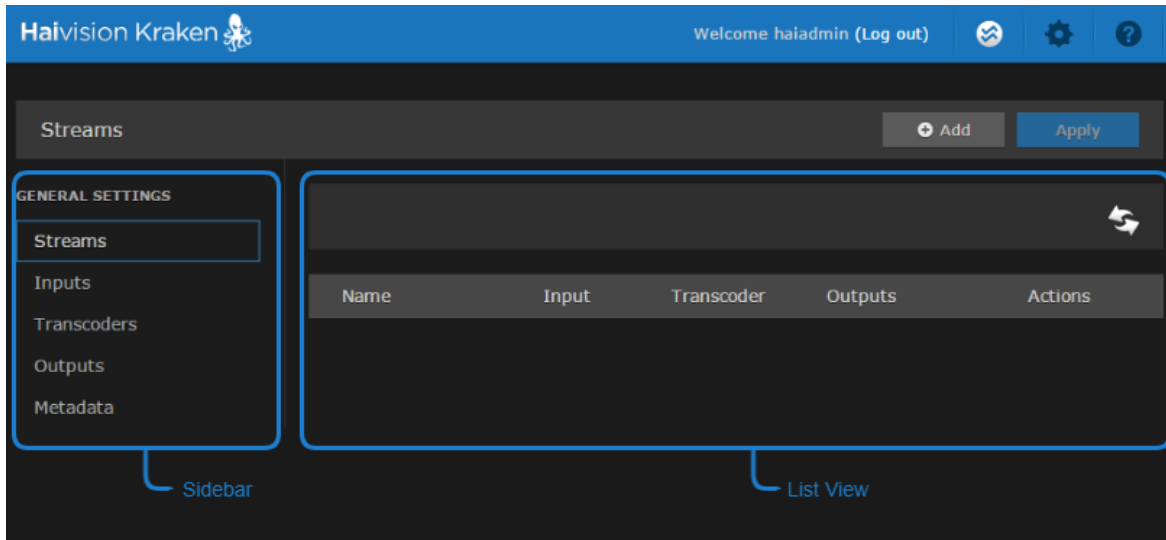 Haivision Kraken
Welcome haiadmin (Log out)
Streams
Add
Apply
GENERAL SETTINGS
Streams
Inputs
Transcoders
Outputs
Metadata
Name Input Transcoder Outputs Actions
Sidebar
List View